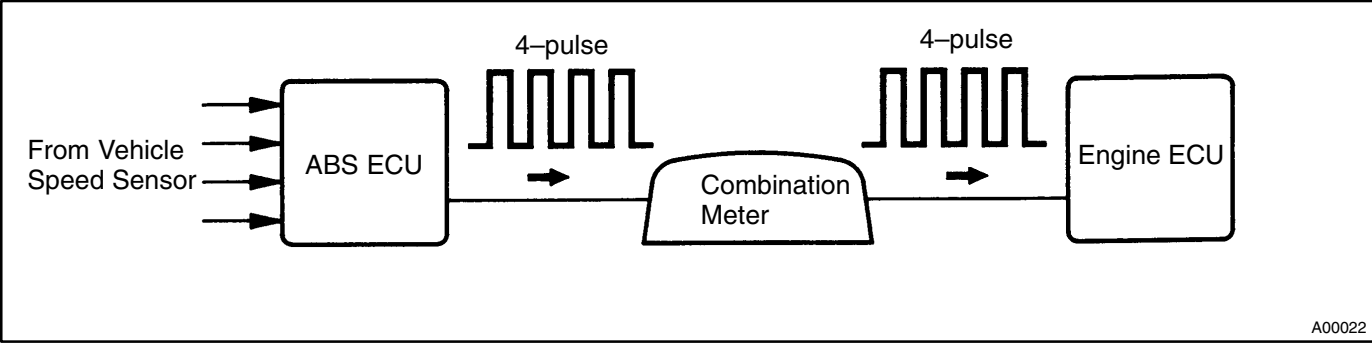 4–pulse
4–pulse
From Vehicle
Speed Sensor
ABS ECU
Combination
Meter
Engine ECU
A00022